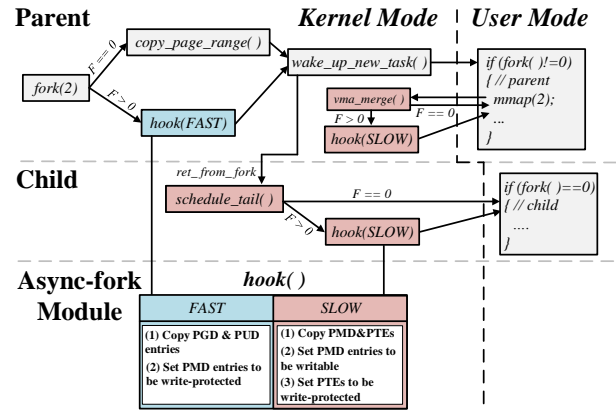 Parent
Kernel Mode
User Mode
copy_page_range( )
F == 0
fork(2)
F > 0
hook(FAST)
wake_up_new_task( )
if (fork( )!=0)
{ // parent
mmap(2);
...
}
vma_merge( )
F > 0
F == 0
hook(SLOW)
Child
ret_from_fork
schedule_tail( )
F == 0
F > 0
hook(SLOW)
if (fork( )==0)
{ // child
....
}
Async-fork
Module
hook( )
FAST
(1) Copy PGD & PUD
entries
(2) Set PMD entries to
be write-protected
SLOW
(1) Copy PMD&PTEs
(2) Set PMD entries to
be writable
(3) Set PTEs to be
write-protected